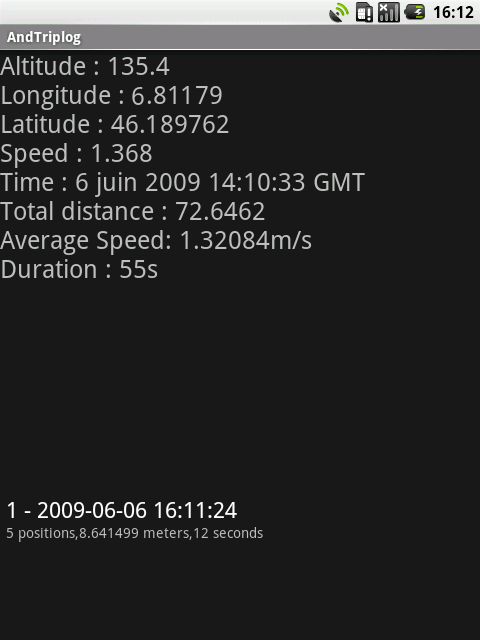 16:12
AndTriplog
Altitude : 135.4
Longitude : 6.81179
Latitude : 46.189762
Speed : 1.368
Time : 6 juin 2009 14:10:33 GMT
Total distance : 72.6462
Average Speed: 1.32084m/s
Duration : 55s
1 - 2009-06-06 16:11:24
5 positions,8.641499 meters,12 seconds